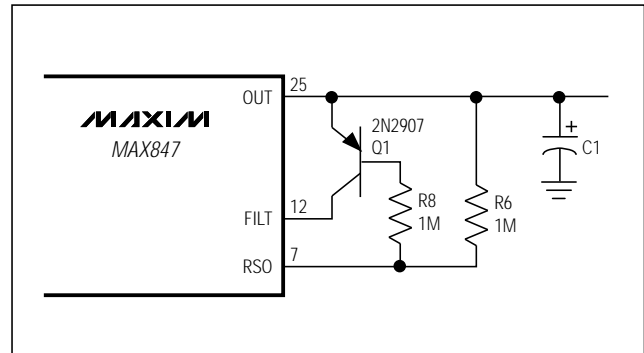 OUT
25
MAXIM
MAX847
2N2907
Q1
+
C1
FILT
12
R8
1M
R6
1M
RSO
7